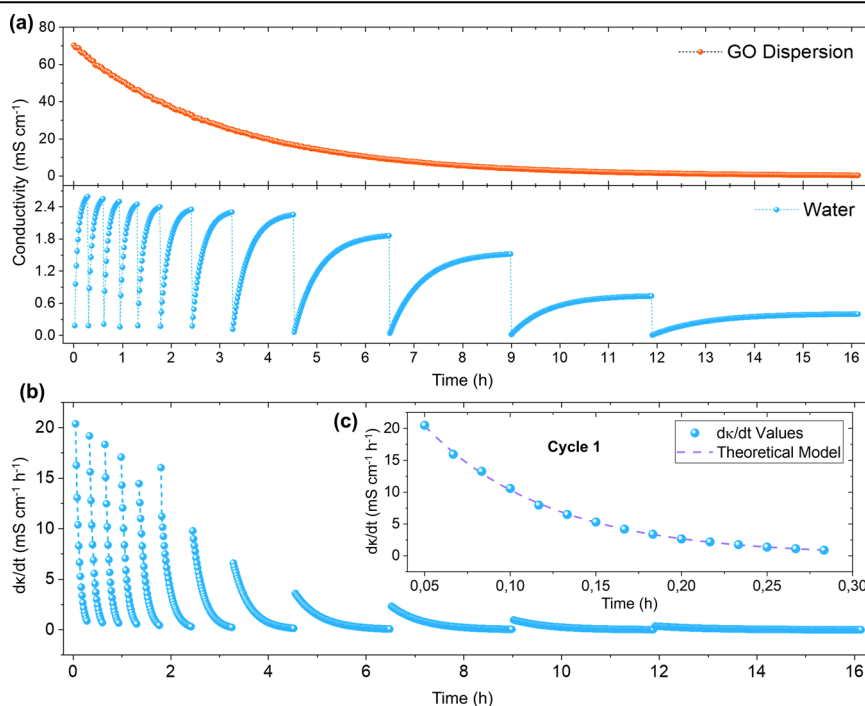 (a)
80
60
40
20
0
GO Dispersion
Conductivity (mS cm⁻¹)
2.4
1.8
1.2
0.6
0.0
Water
0 1 2 3 4 5 6 7 8 9 10 11 12 13 14 15 16
Time (h)
(b)
20
15
10
5
0
dκ/dt (mS cm⁻¹ h⁻¹)
0 2 4 6 8 10 12 14 16
Time (h)
(c)
Cycle 1
dκ/dt Values
Theoretical Model
20
15
10
5
0
dκ/dt (mS cm⁻¹ h⁻¹)
0,05 0,10 0,15 0,20 0,25 0,30
Time (h)